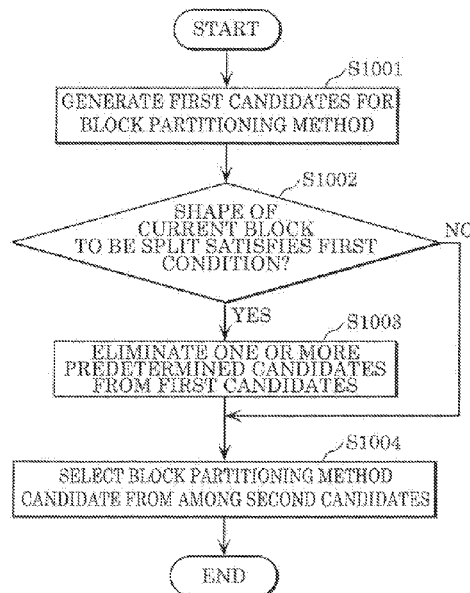 START
S1001
GENERATE FIRST CANDIDATES FOR
BLOCK PARTITIONING METHOD
S1002
SHAPE OF
CURRENT BLOCK
TO BE SPLIT SATISFIES FIRST
CONDITION?
NO
YES
S1003
ELIMINATE ONE OR MORE
PREDETERMINED CANDIDATES
FROM FIRST CANDIDATES
S1004
SELECT BLOCK PARTITIONING METHOD
CANDIDATE FROM AMONG SECOND CANDIDATES
END